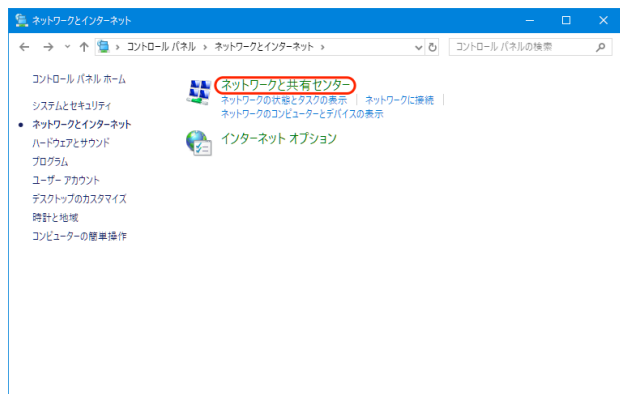 ネットワークとインターネット
コントロール パネル › ネットワークとインターネット ›
コントロール パネルの検索
コントロール パネル ホーム
システムとセキュリティ
ネットワークとインターネット
ハードウェアとサウンド
プログラム
ユーザー アカウント
デスクトップのカスタマイズ
時計と地域
コンピューターの簡単操作
ネットワークと共有センター
ネットワークの状態とタスクの表示 | ネットワークに接続 |
ネットワークのコンピューターとデバイスの表示
インターネット オプション